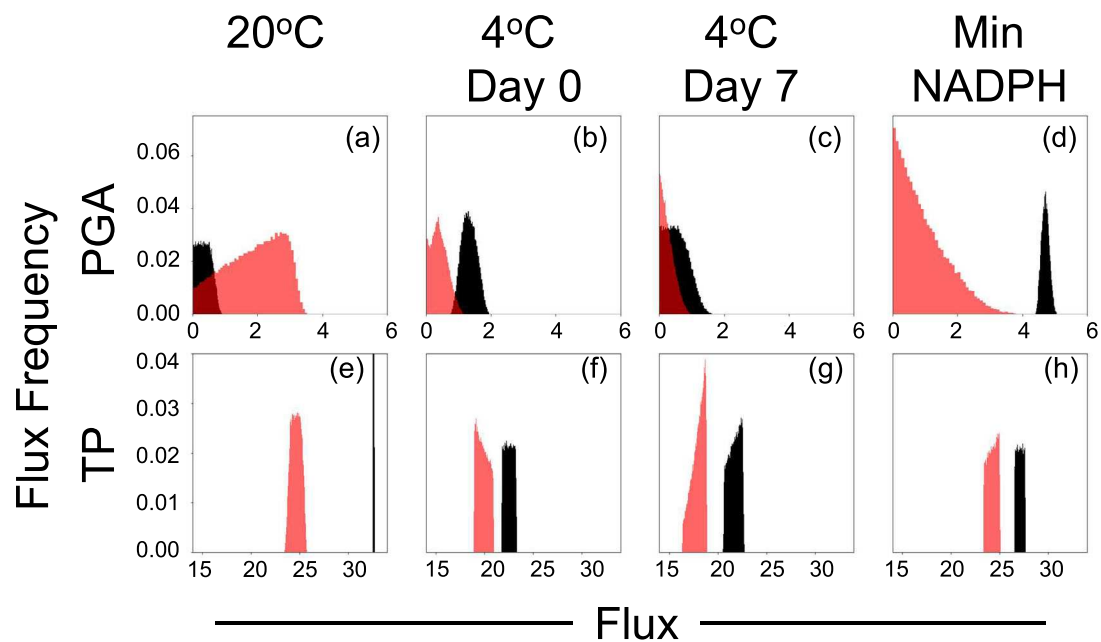 20ºC 4ºC 4ºC Min
Day 0 Day 7 NADPH
Flux Frequency
PGA
0.06
0.04
0.02
0.00
(a) (b) (c) (d)
0 2 4 6 0 2 4 6 0 2 4 6 0 2 4 6
TP
0.04
0.03
0.02
0.01
0.00
(e) (f) (g) (h)
15 20 25 30 15 20 25 30 15 20 25 30 15 20 25 30
Flux